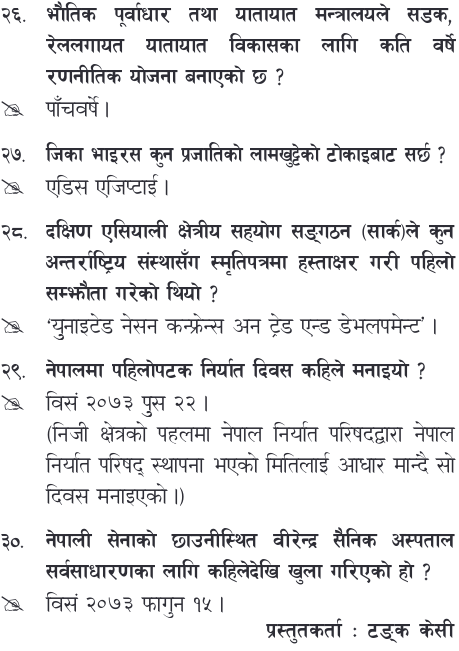 २६. भौतिक पूर्वाधार तथा यातायात मन्त्रालयले सडक,
रेललगायत यातायात विकासका लागि कति वर्षे
रणनीतिक योजना बनाएको छ ?
पाँचवर्षे ।
२७. जिका भाइरस कुन प्रजातिको लामखुट्टेको टोकाइबाट सर्छ ?
एडिस एजिप्टाई ।
२८. दक्षिण एसियाली क्षेत्रीय सहयोग सङ्गठन (सार्क)ले कुन
अन्तर्राष्ट्रिय संस्थासँग स्मृतिपत्रमा हस्ताक्षर गरी पहिलो
सम्झौता गरेको थियो ?
‘युनाइटेड नेसन कन्फ्रेन्स अन ट्रेड एन्ड डेभलपमेन्ट’ ।
२९. नेपालमा पहिलोपटक निर्यात दिवस कहिले मनाइयो ?
विसं २०७३ पुस २२ ।
(निजी क्षेत्रको पहलमा नेपाल निर्यात परिषदद्वारा नेपाल
निर्यात परिषद् स्थापना भएको मितिलाई आधार मान्दै सो
दिवस मनाइएको ।)
३०. नेपाली सेनाको छाउनीस्थित वीरेन्द्र सैनिक अस्पताल
सर्वसाधारणका लागि कहिलेदेखि खुला गरिएको हो ?
विसं २०७३ फागुन १५ ।
प्रस्तुतकर्ता : टङ्क केसी